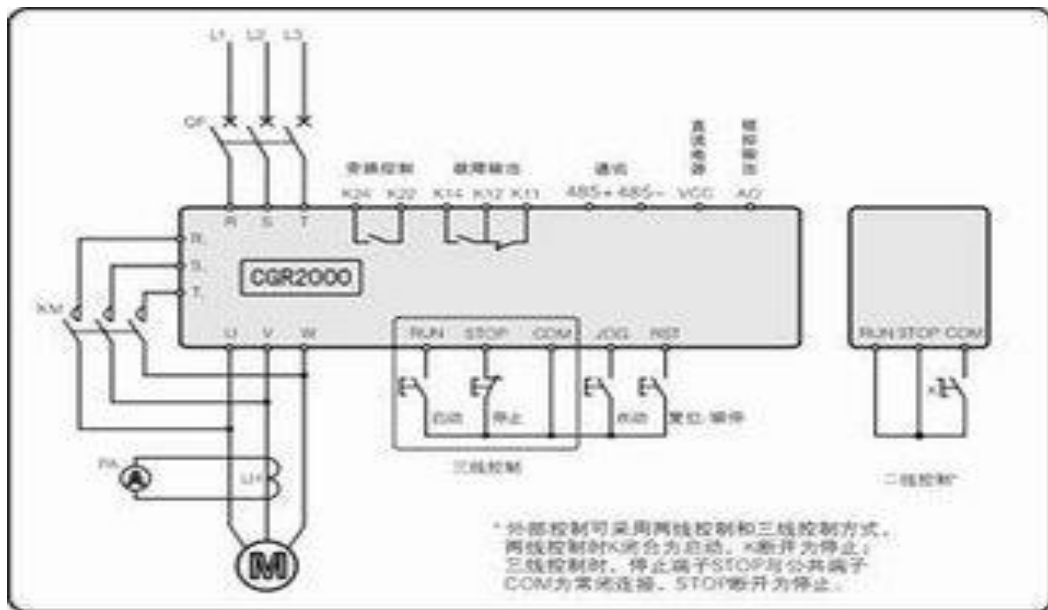 L1 L2 L3
QF
旁路控制 故障输出 通讯 直流电源 模拟输出
K24 K22 K14 K12 K11 485+ 485- VCC AO
R S T
R,
S,
T,
CGR2000
KM
U V W
RUN STOP COM JOG RST
RUN STOP COM
启动 停止 点动 复位/瞬停
K
三线控制
二线控制*
PA
A
LH
M
*外部控制可采用两线控制和三线控制方式,
两线控制时K闭合为启动,K断开为停止;
三线控制时,停止端子STOP与公共端子
COM为常闭连接,STOP断开为停止。